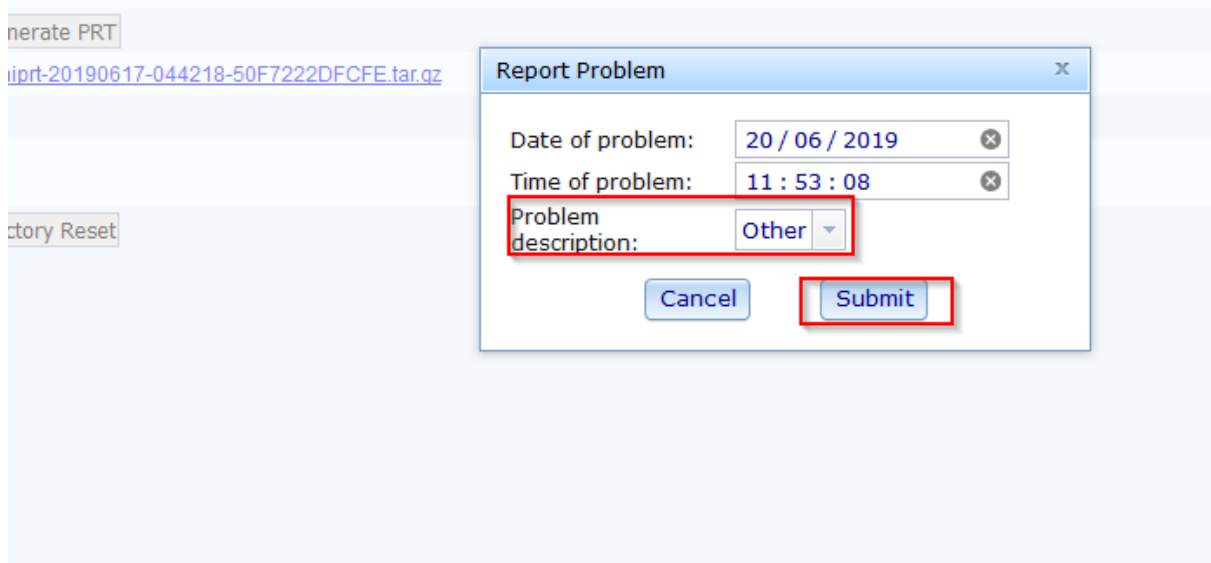 nerate PRT
niprt-20190617-044218-50F7222DFCFE.tar.gz
ctory Reset
Report Problem x
Date of problem: 20 / 06 / 2019
Time of problem: 11 : 53 : 08
Problem
description: Other
Cancel Submit